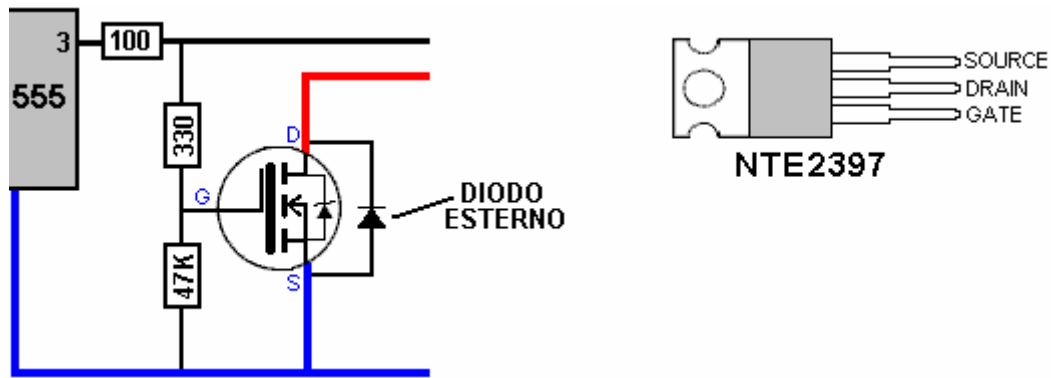 3
100
555
330
D
G
47K
S
DIODO
ESTERNO
SOURCE
DRAIN
GATE
NTE2397